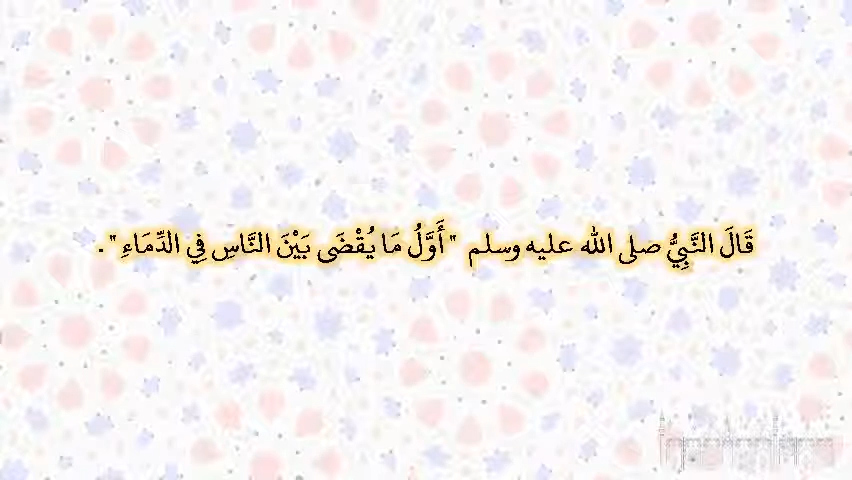 قَالَ النَّبِيُّ صلى الله عليه وسلم ‏"‏ أَوَّلُ مَا يُقْضَى بَيْنَ النَّاسِ فِي الدِّمَاءِ ‏"‏‏.‏